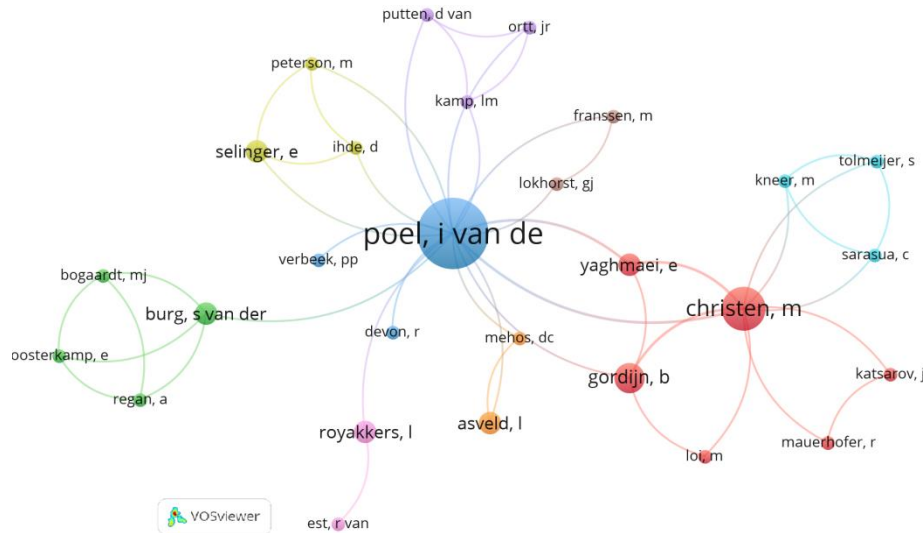 putten, d van
ortt, jr
peterson, m
kamp, lm
franssen, m
selinger, e
ihde, d
tolmeijer, s
kneer, m
lokhorst, gj
poel, i van de
verbeek, pp
yaghmaei, e
sarasua, c
bogaardt, mj
burg, s van der
christen, m
devon, r
mehos, dc
oosterkamp, e
gordijn, b
katsarov, j
regan, a
asveld, l
royakkers, l
mauerhofer, r
loi, m
VOSviewer
est, r van